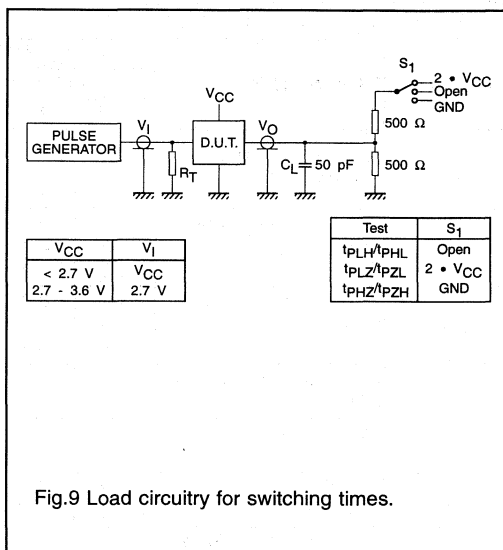 S1
2 • VCC
Open
GND
VCC
500 Ω
PULSE
GENERATOR
VI
D.U.T.
VO
RT
CL
50 pF
500 Ω
VCC VI
< 2.7 V VCC
2.7 - 3.6 V 2.7 V
Test S1
tPLH/tPHL Open
tPLZ/tPZL 2 • VCC
tPHZ/tPZH GND
Fig.9 Load circuitry for switching times.